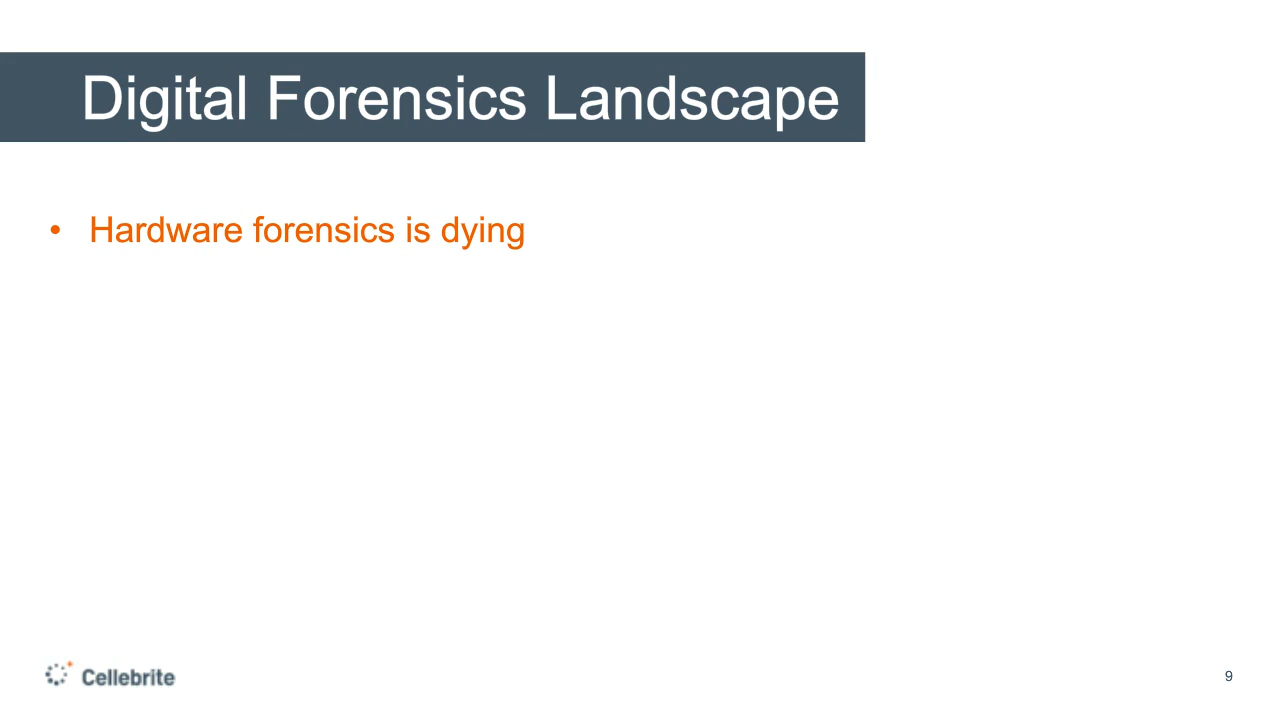 Digital Forensics Landscape
• Hardware forensics is dying
Cellebrite
9